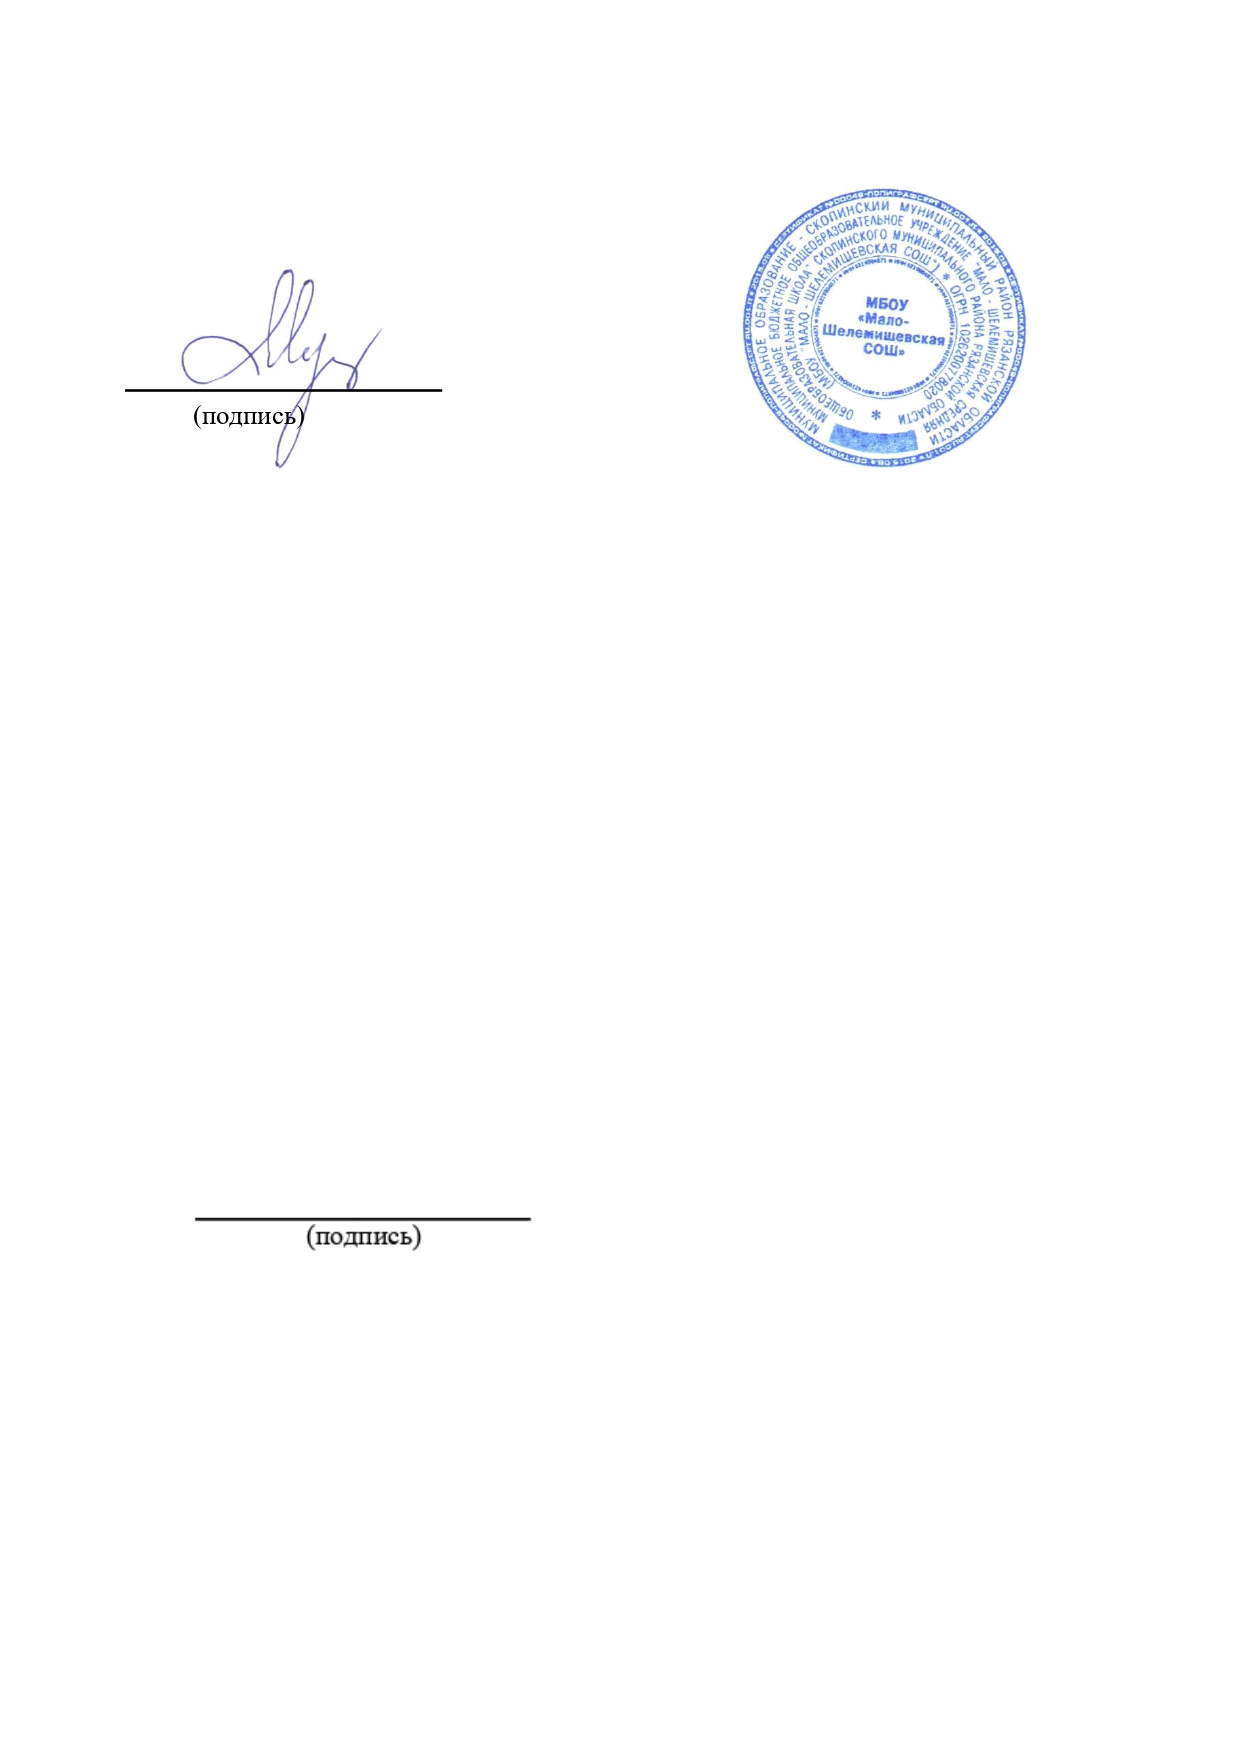 (подпись)
МУНИЦИПАЛЬНОЕ ОБРАЗОВАНИЕ - СКОПИНСКИЙ МУНИЦИПАЛЬНЫЙ РАЙОН РЯЗАНСКОЙ ОБЛАСТИ
МУНИЦИПАЛЬНОЕ БЮДЖЕТНОЕ ОБЩЕОБРАЗОВАТЕЛЬНОЕ УЧРЕЖДЕНИЕ "МАЛО - ШЕЛЕМИШЕВСКАЯ СРЕДНЯЯ
ОБЩЕОБРАЗОВАТЕЛЬНАЯ ШКОЛА" СКОПИНСКОГО МУНИЦИПАЛЬНОГО РАЙОНА РЯЗАНСКОЙ ОБЛАСТИ
(МБОУ "МАЛО - ШЕЛЕМИШЕВСКАЯ СОШ") * ОГРН 1026200778020
МБОУ
«Мало-
Шелемишевская
СОШ»
(подпись)